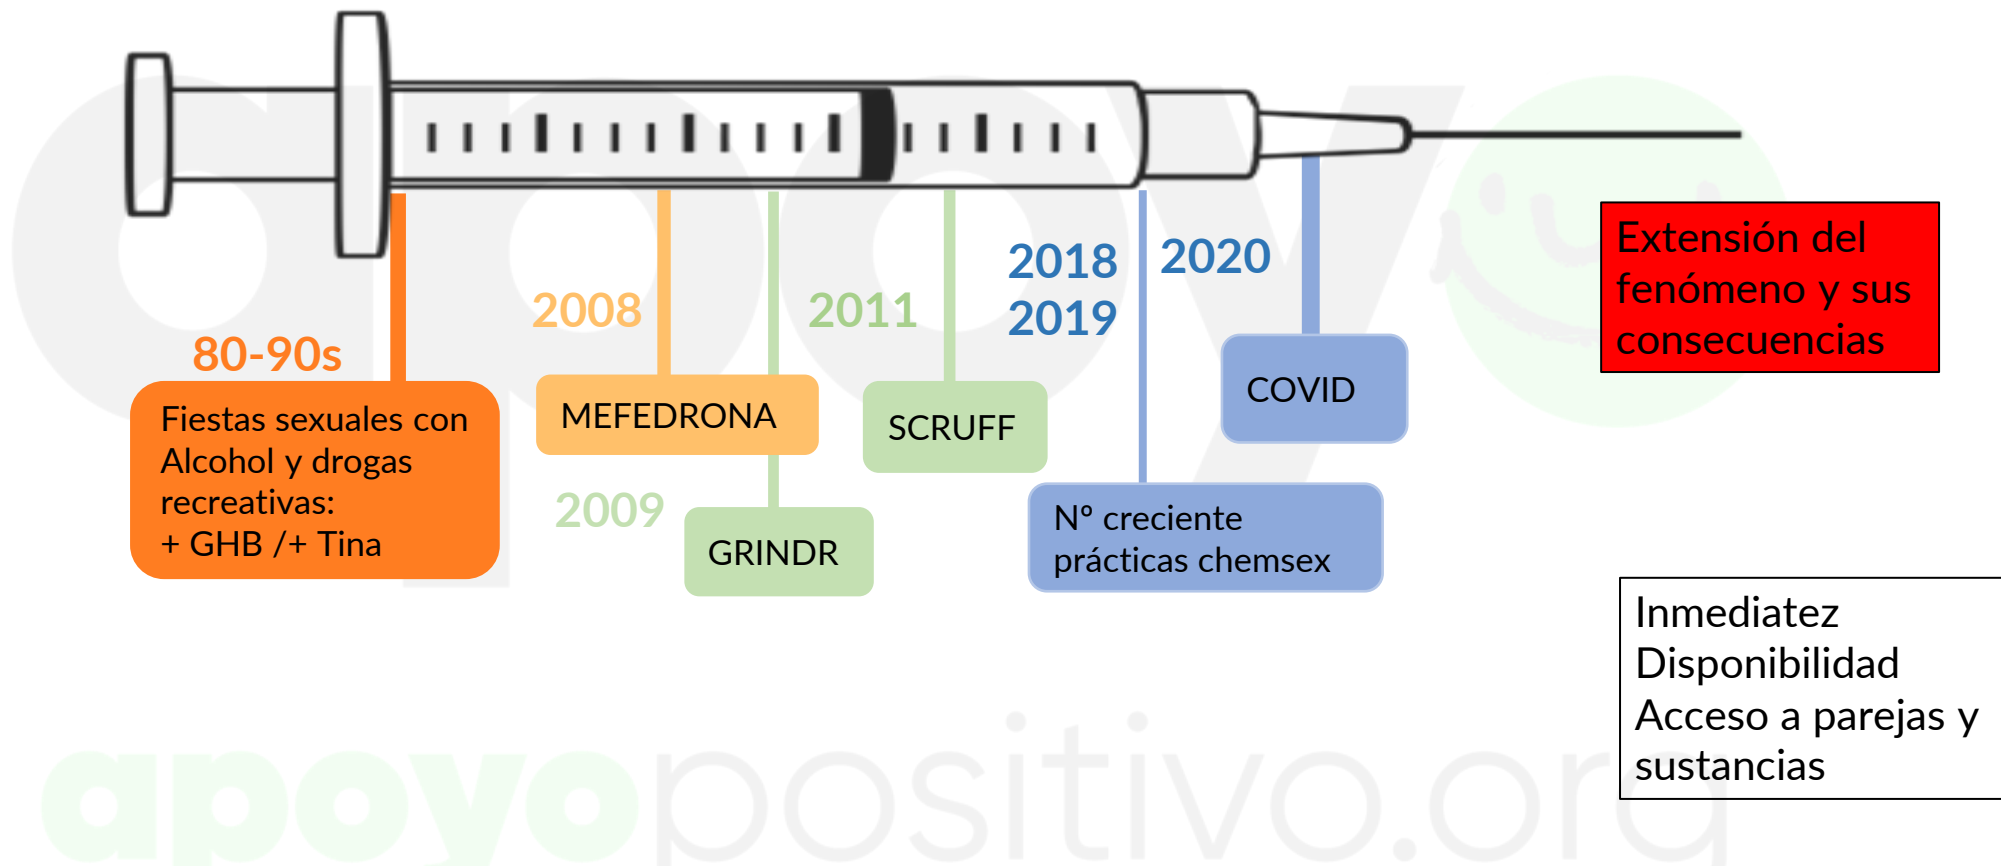 80-90s
Fiestas sexuales con
Alcohol y drogas
recreativas:
+ GHB /+ Tina
2008
MEFEDRONA
2009
GRINDR
2011
SCRUFF
2018
2019
Nº creciente
prácticas chemsex
2020
COVID
Extensión del
fenómeno y sus
consecuencias
Inmediatez
Disponibilidad
Acceso a parejas y
sustancias
apoyo
apoyopositivo.org